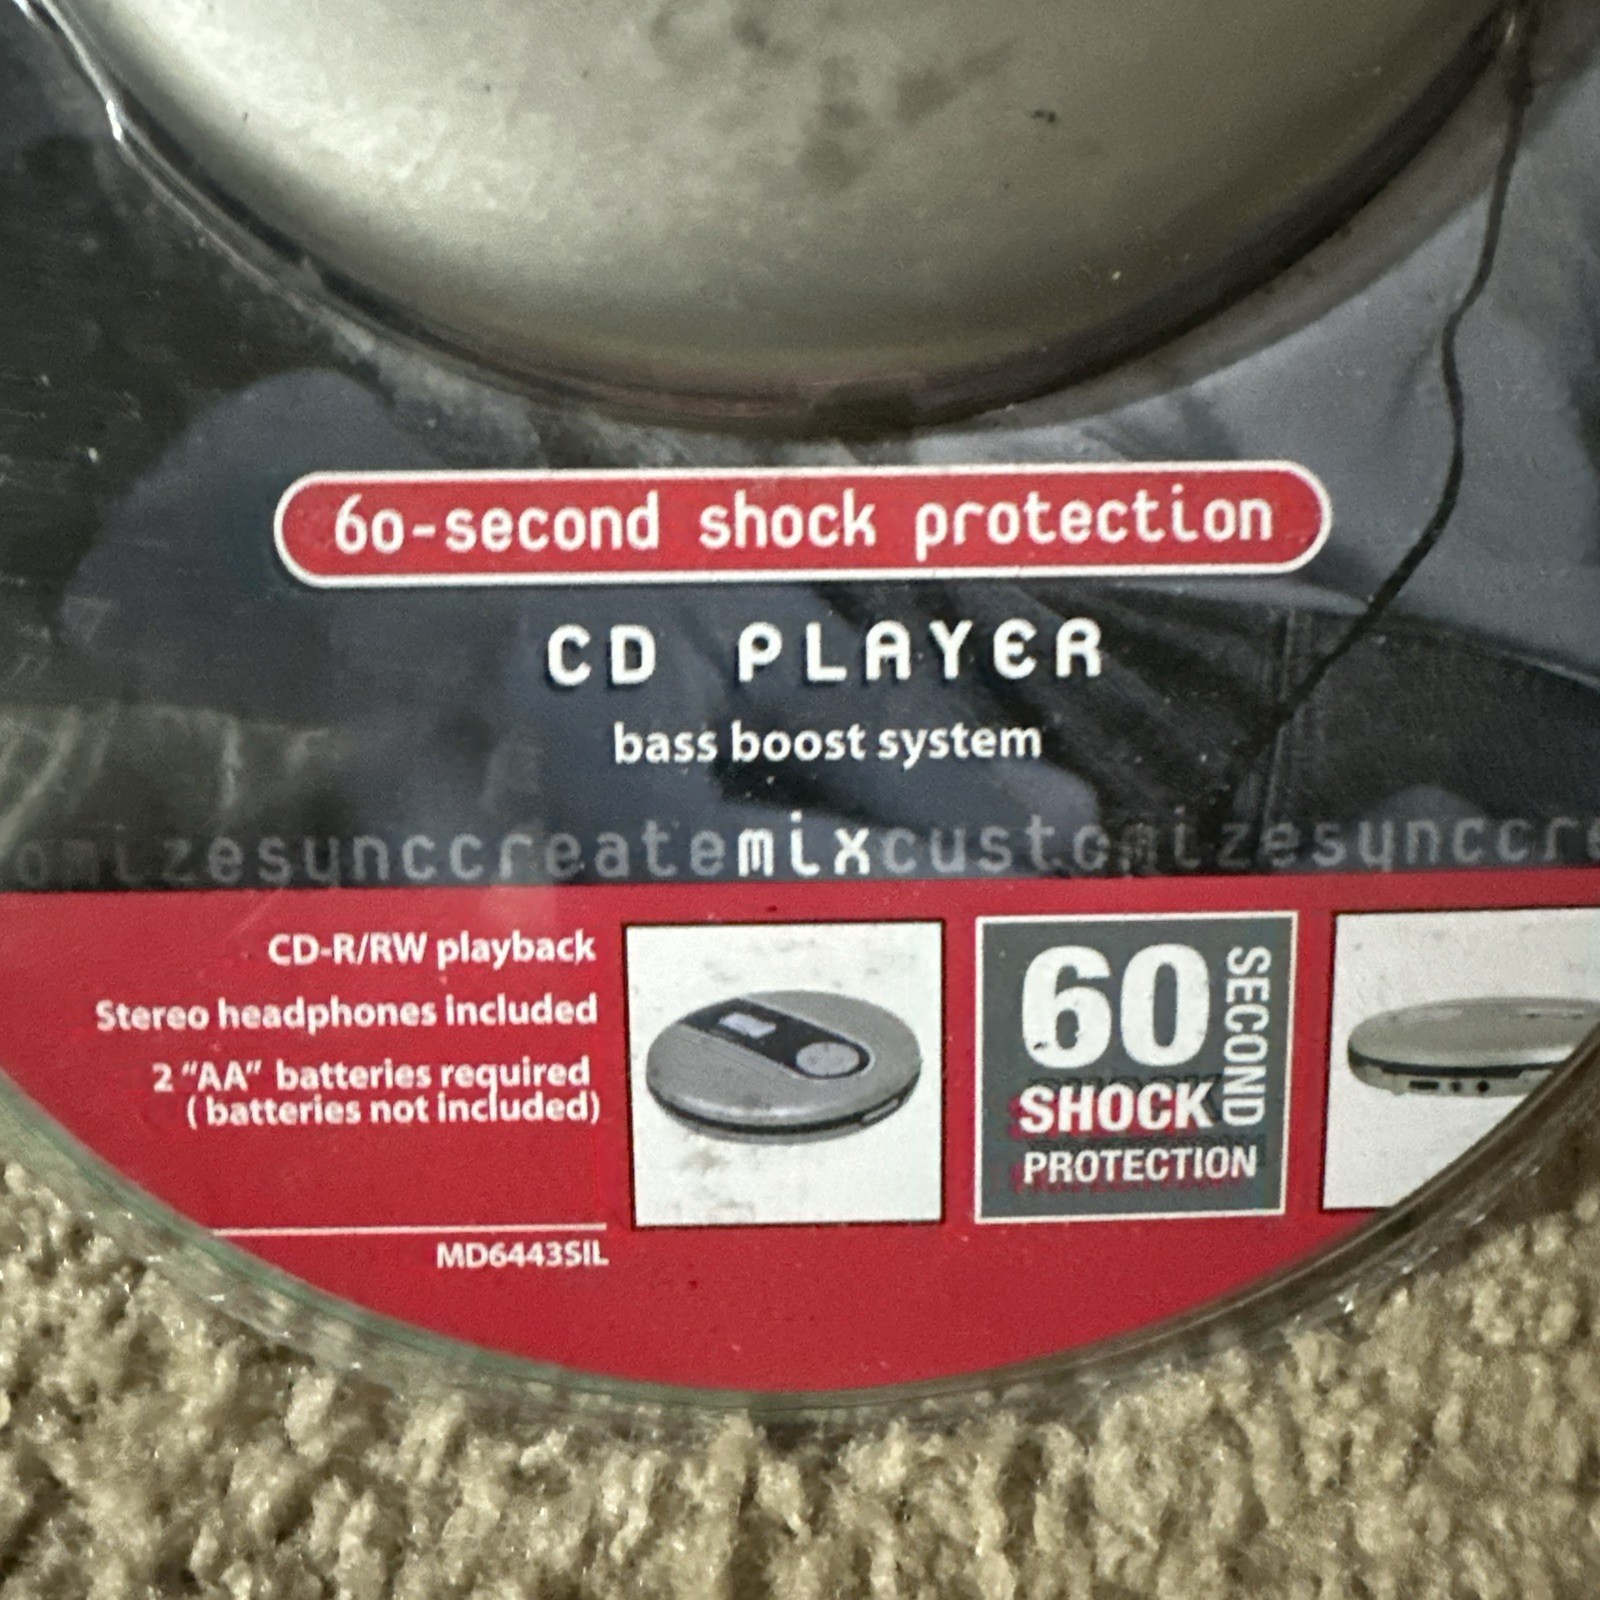 60-second shock protection
CD PLAYER
bass boost system
omizesynccreatemixcustomizesynccre
CD-R/RW playback
Stereo headphones included
2 "AA" batteries required
( batteries not included)
MD6443SIL
60 SECOND
SHOCK
PROTECTION